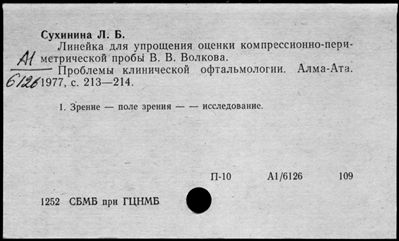 Сухинина Л. Б.
Линейка для упрощения оценки компрессионно-пери-
метрической пробы В. В. Волкова.
А1
6126
Проблемы клинической офтальмологии. Алма-Ата.
1977, с. 213—214.
1. Зрение — поле зрения — — исследование.
П-10 А1/6126 109
1252 СБМБ при ГЦНМБ